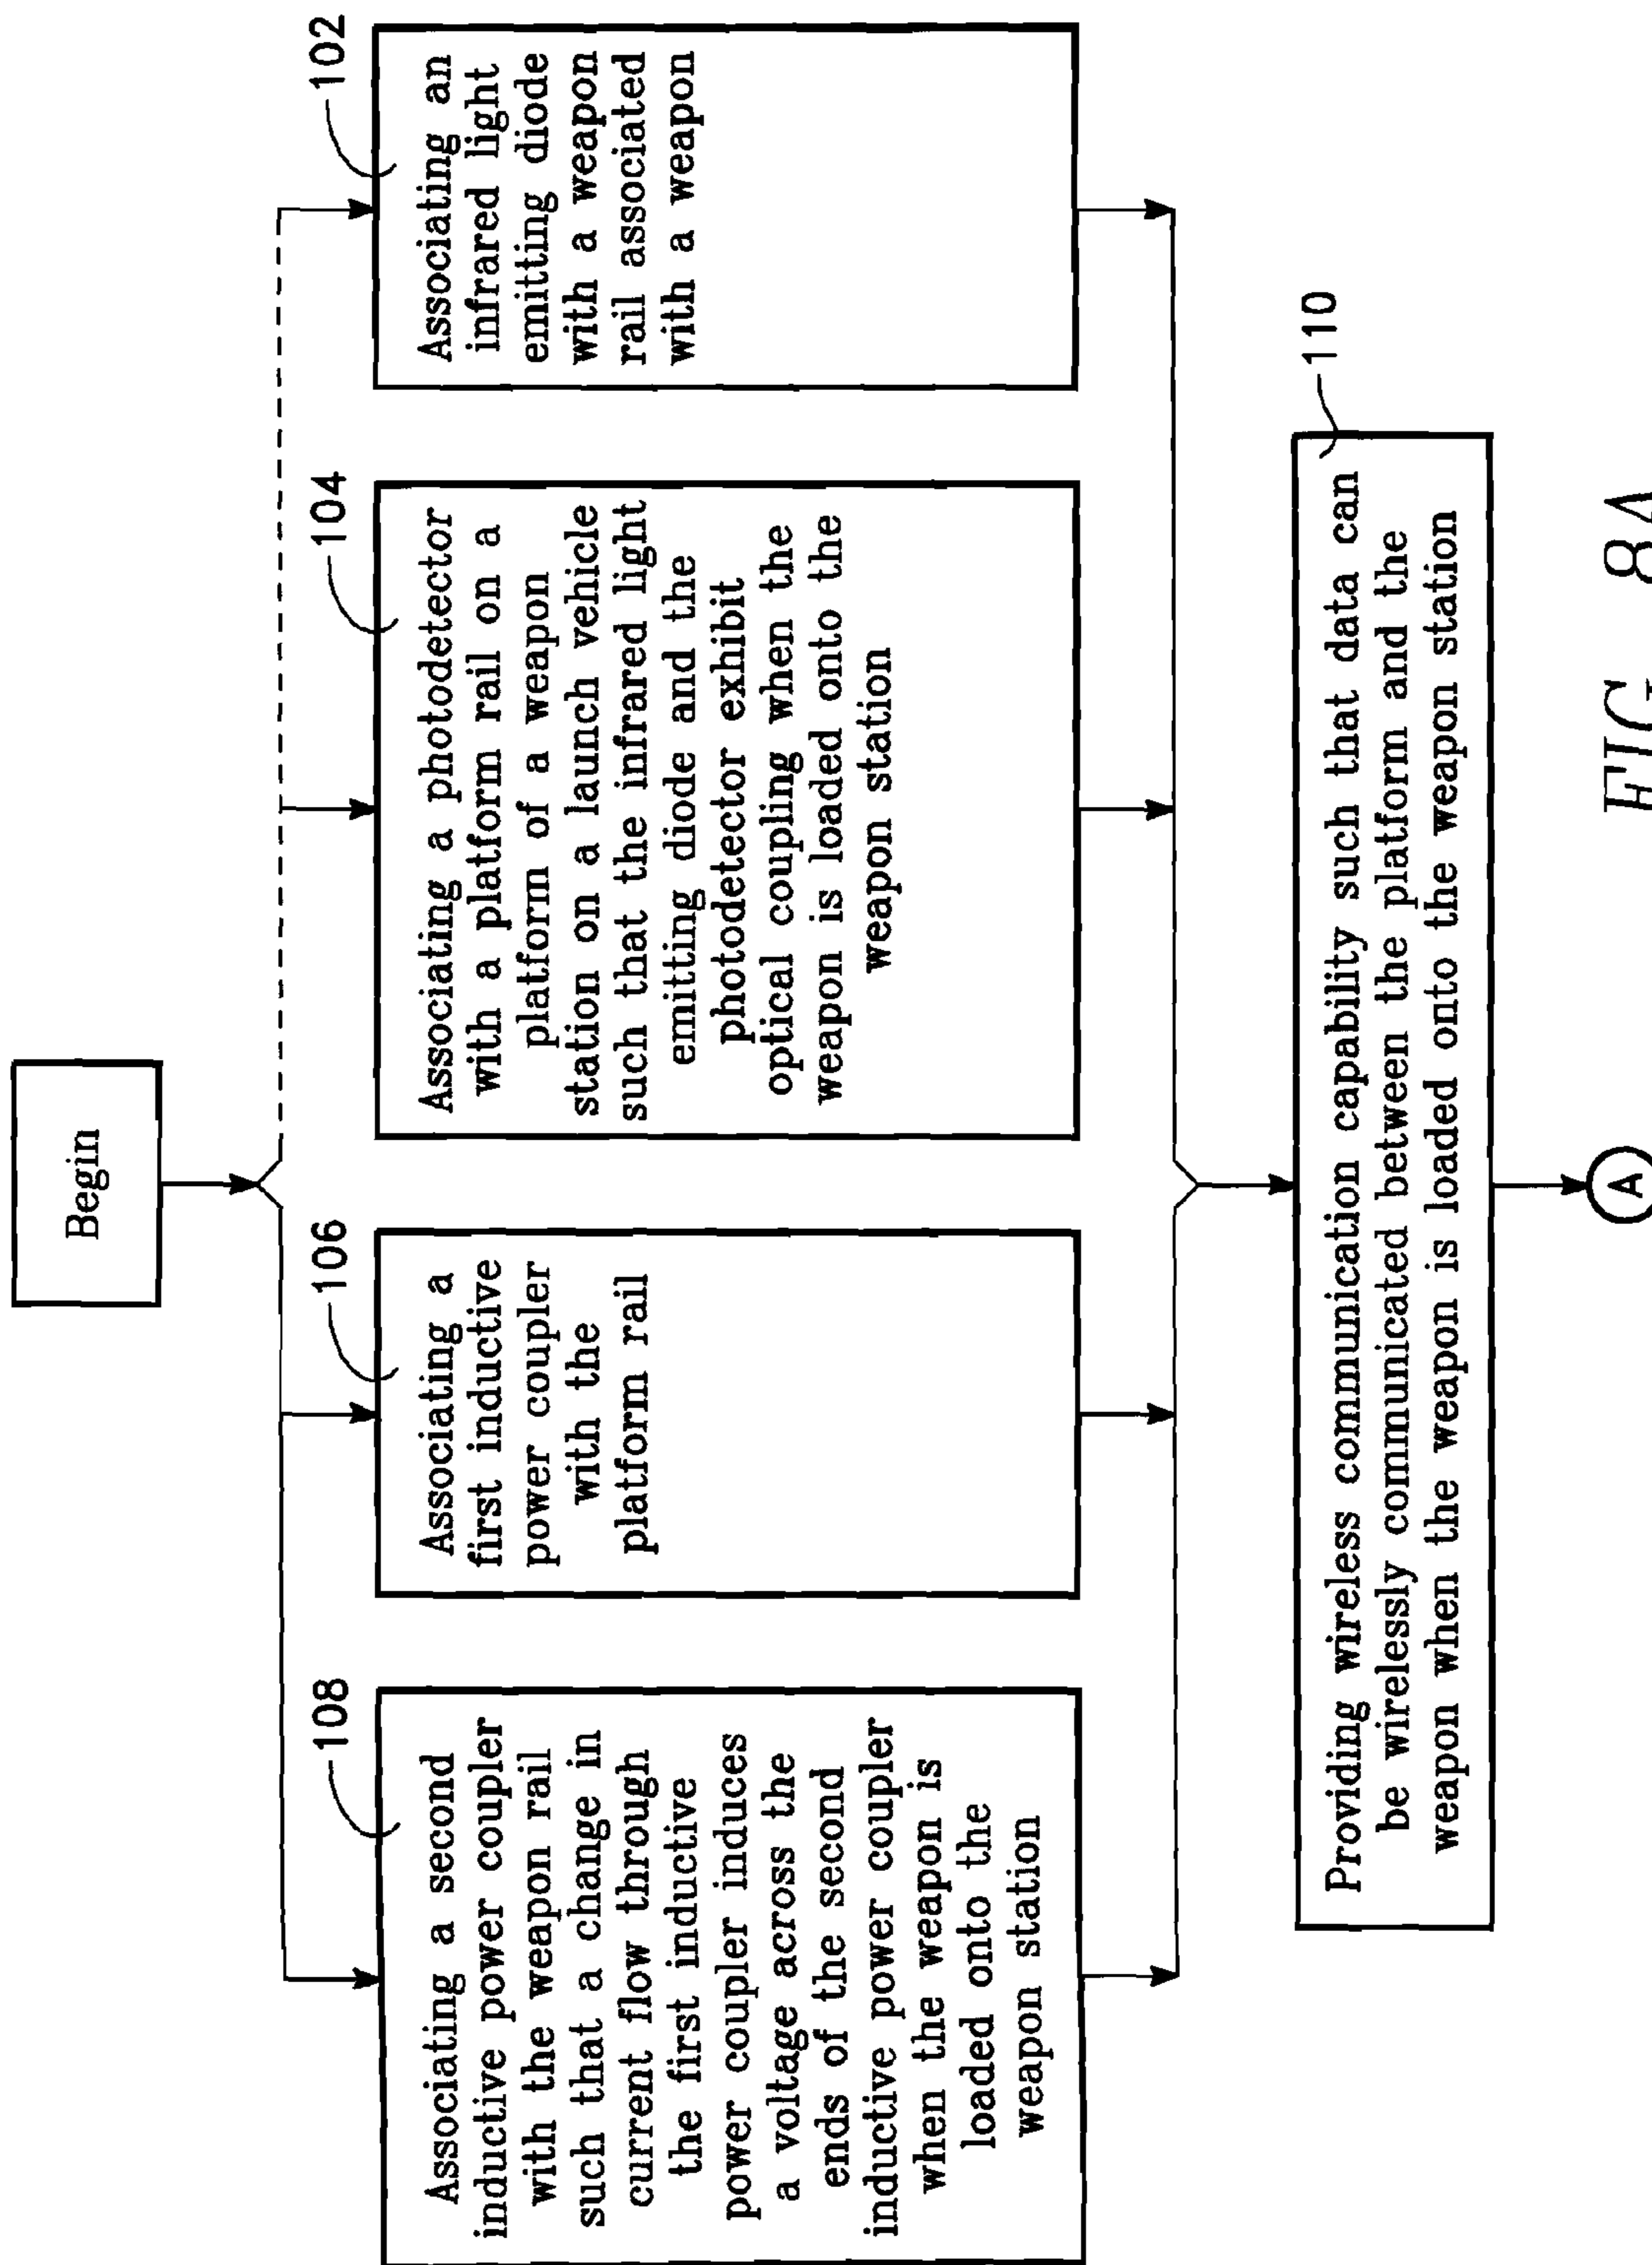 Begin
108
Associating a second
inductive power coupler
with the weapon rail
such that a change in
current flow through
the first inductive
power coupler induces
a voltage across the
ends of the second
inductive power coupler
when the weapon is
loaded onto the
weapon station
106
Associating a
first inductive
power coupler
with the
platform rail
104
Associating a photodetector
with a platform rail on a
platform of a weapon
station on a launch vehicle
such that the infrared light
emitting diode and the
photodetector exhibit
optical coupling when the
weapon is loaded onto the
weapon station
102
Associating an
infrared light
emitting diode
with a weapon
rail associated
with a weapon
110
Providing wireless communication capability such that data can
be wirelessly communicated between the platform and the
weapon when the weapon is loaded onto the weapon station
A
FIG 8A